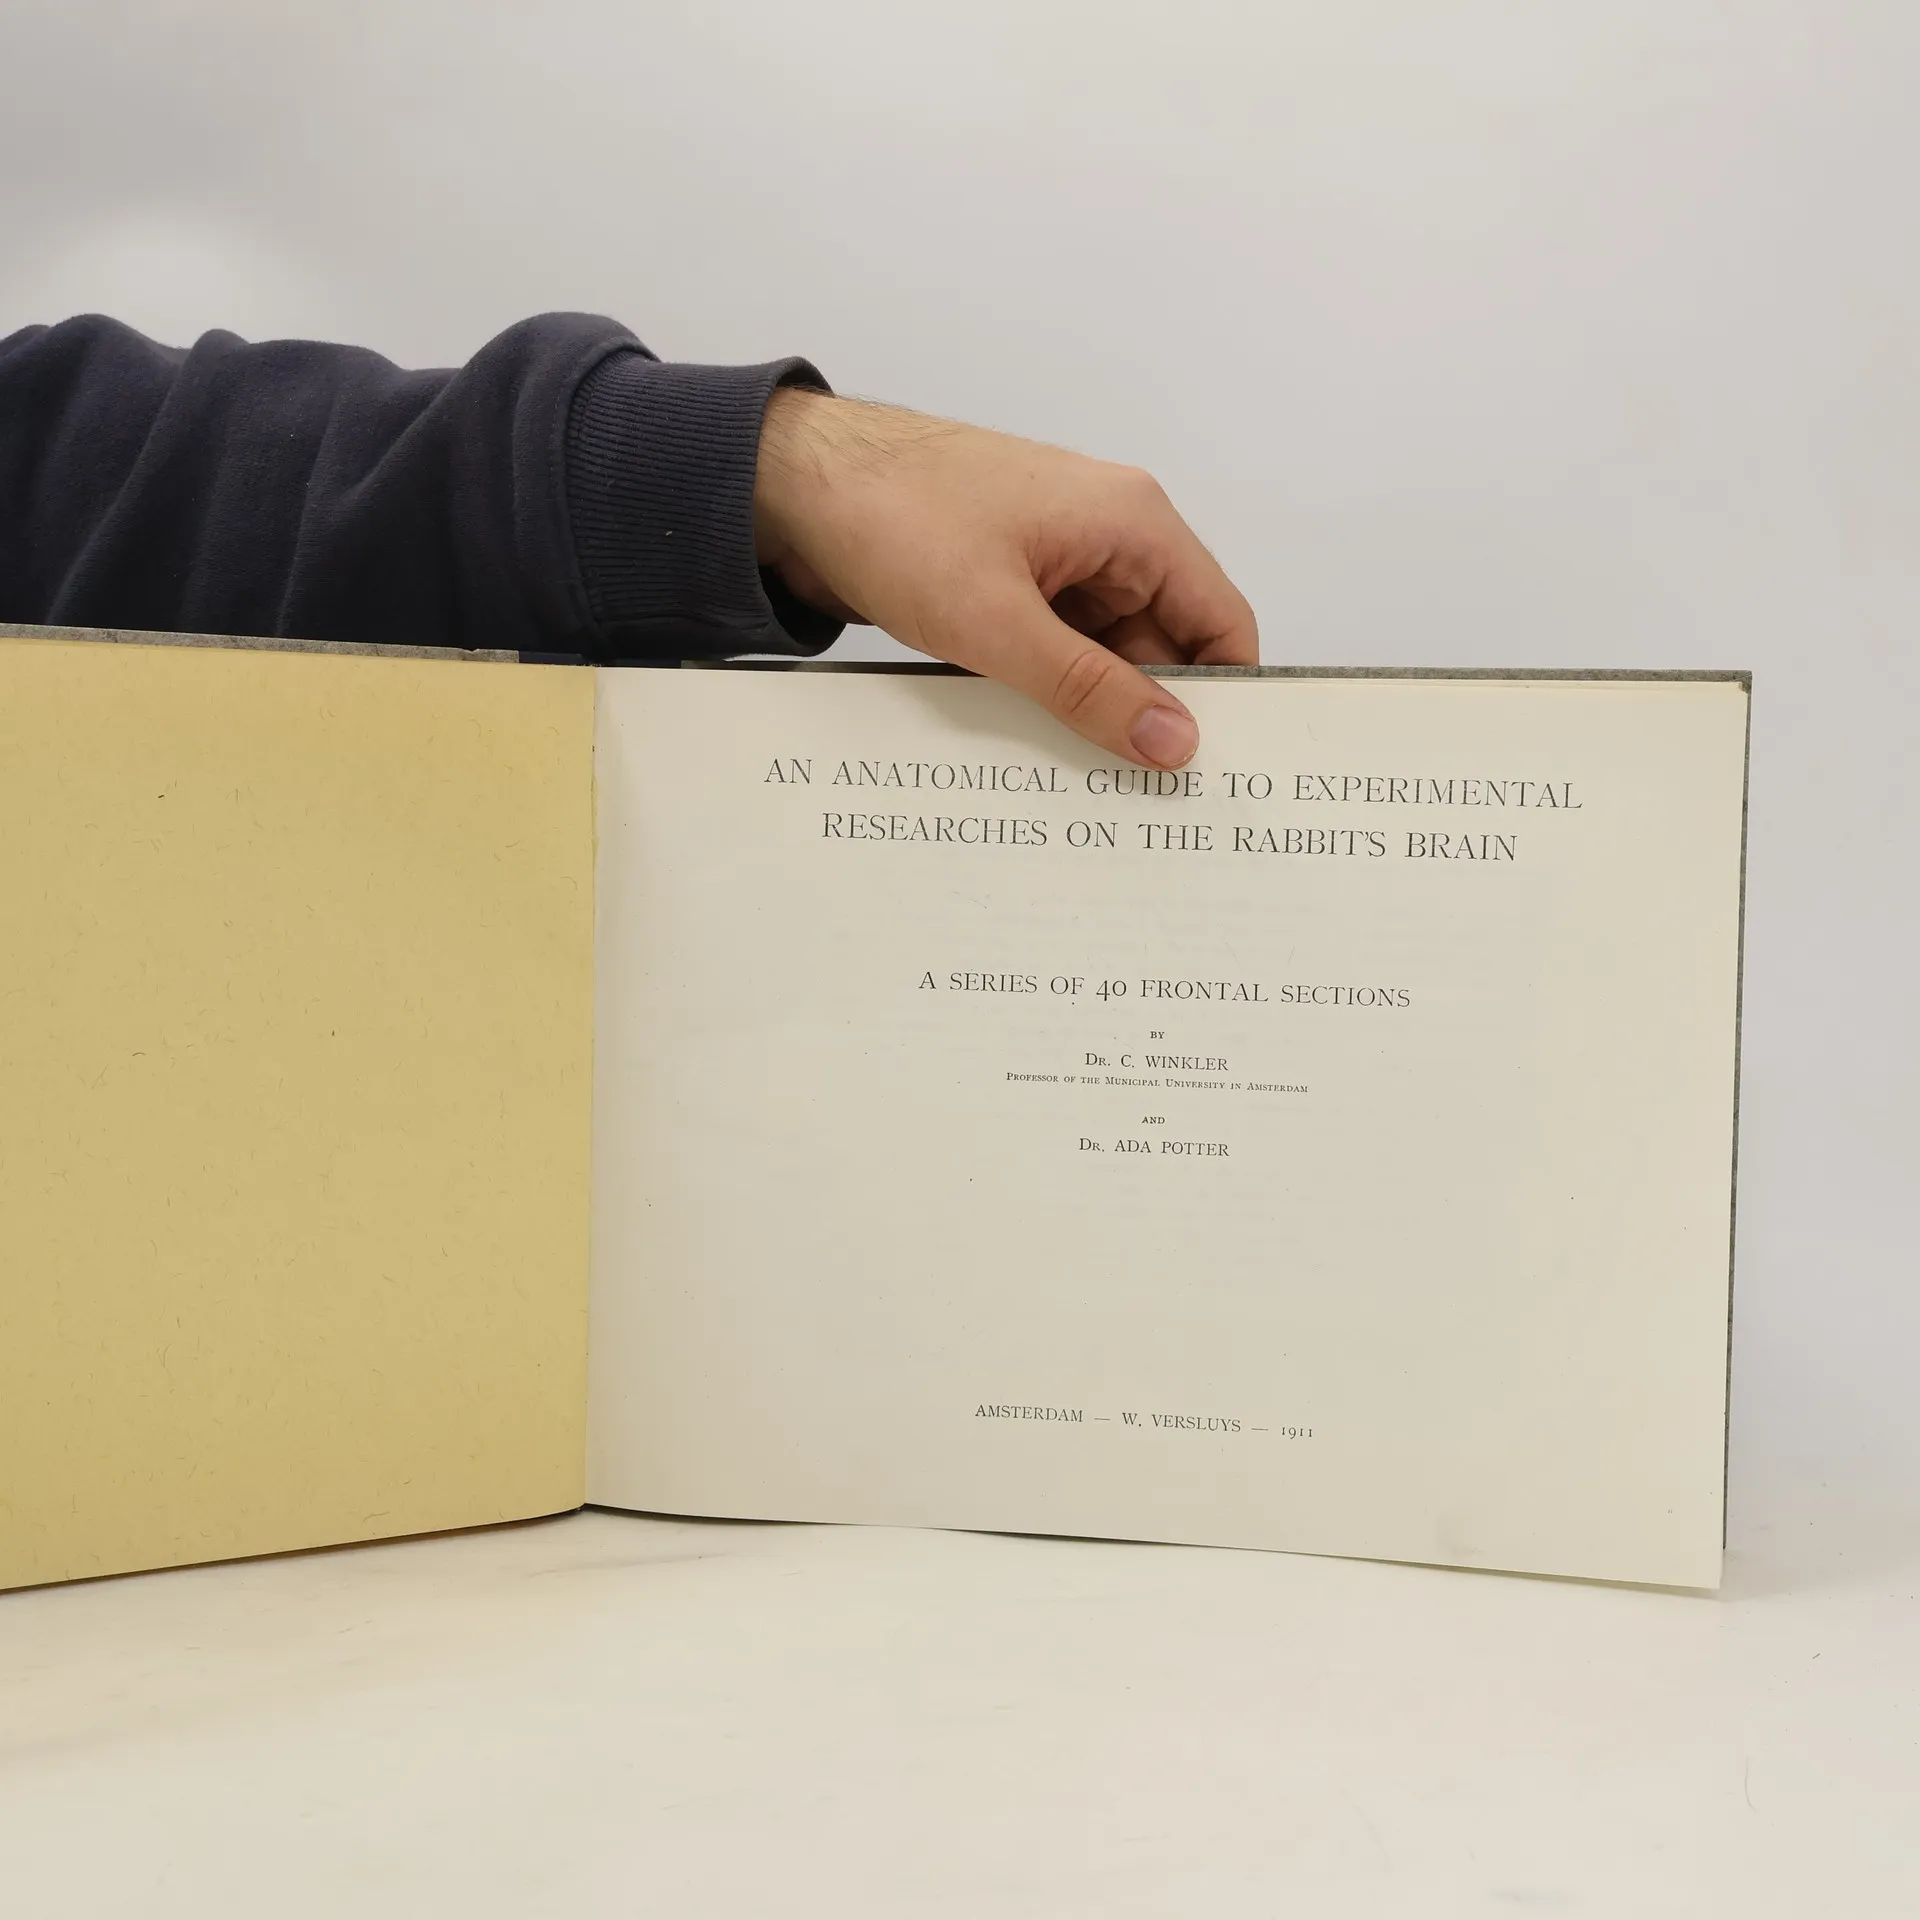 AN ANATOMICAL GUIDE TO EXPERIMENTAL
RESEARCHES ON THE RABBIT'S BRAIN
A SERIES OF 40 FRONTAL SECTIONS
BY
DR. C. WINKLER
PROFESSOR OF THE MUNICIPAL UNIVERSITY IN AMSTERDAM
AND
DR. ADA POTTER
AMSTERDAM — W. VERSLUYS — 1911